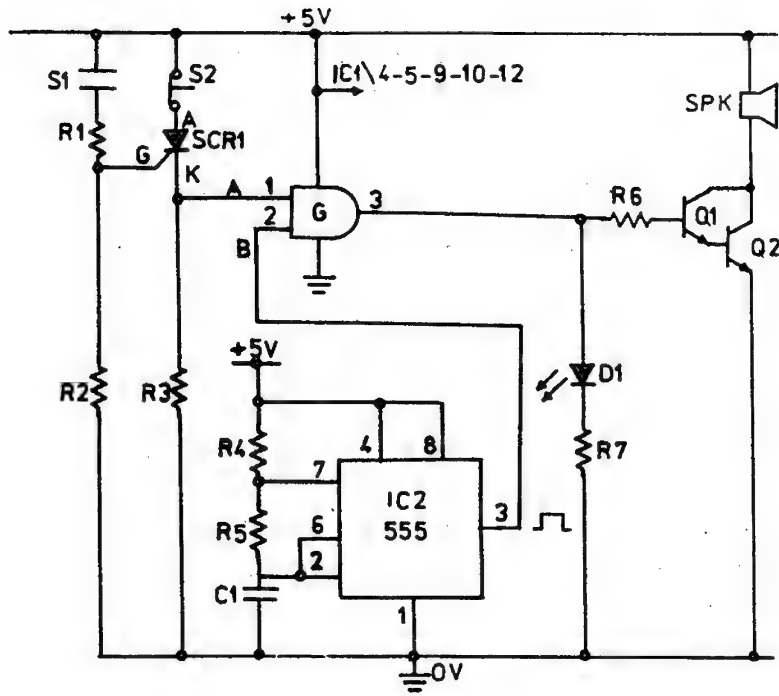 +5V
IC1\4-5-9-10-12
S1
S2
SPK
A
R1
SCR1
G
K
A
1
G
3
R6
2
Q1
B
Q2
+5V
R2
R3
D1
R4
4
8
7
R7
IC2
3
R5
6
555
2
C1
1
0V